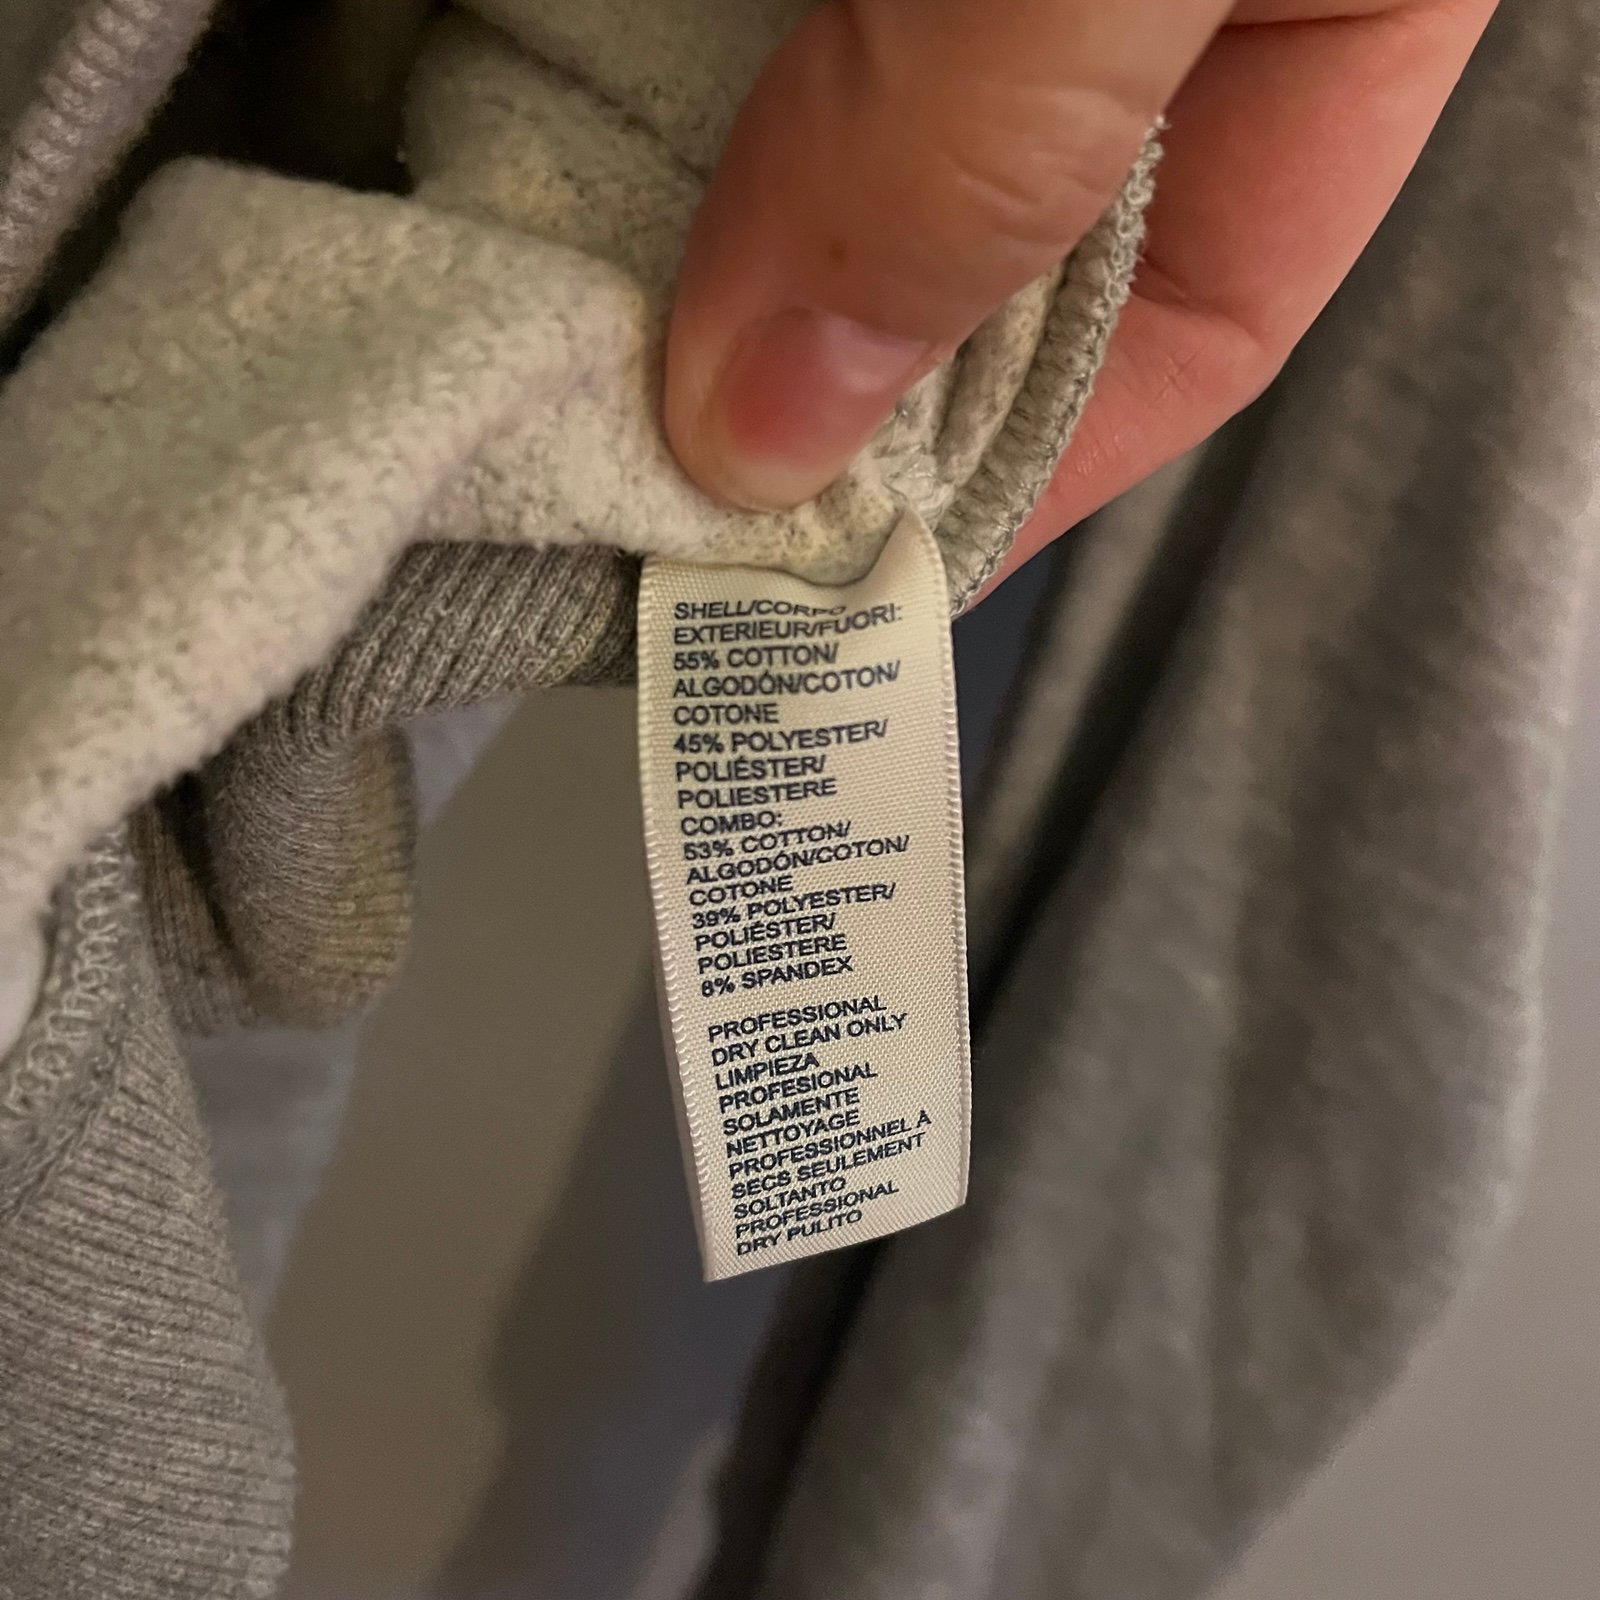 SHELL/CORPO
EXTERIEUR/FUORI:
55% COTTON/
ALGODÓN/COTON/
COTONE
45% POLYESTER/
POLIÉSTER/
POLIESTERE
COMBO:
53% COTTON/
ALGODÓN/COTON/
COTONE
39% POLYESTER/
POLIÉSTER/
POLIESTERE
8% SPANDEX
PROFESSIONAL
DRY CLEAN ONLY
LIMPIEZA
PROFESIONAL
SOLAMENTE
NETTOYAGE
PROFESSIONNEL À
SECS SEULEMENT
SOLTANTO
PROFESSIONAL
DRY PULITO